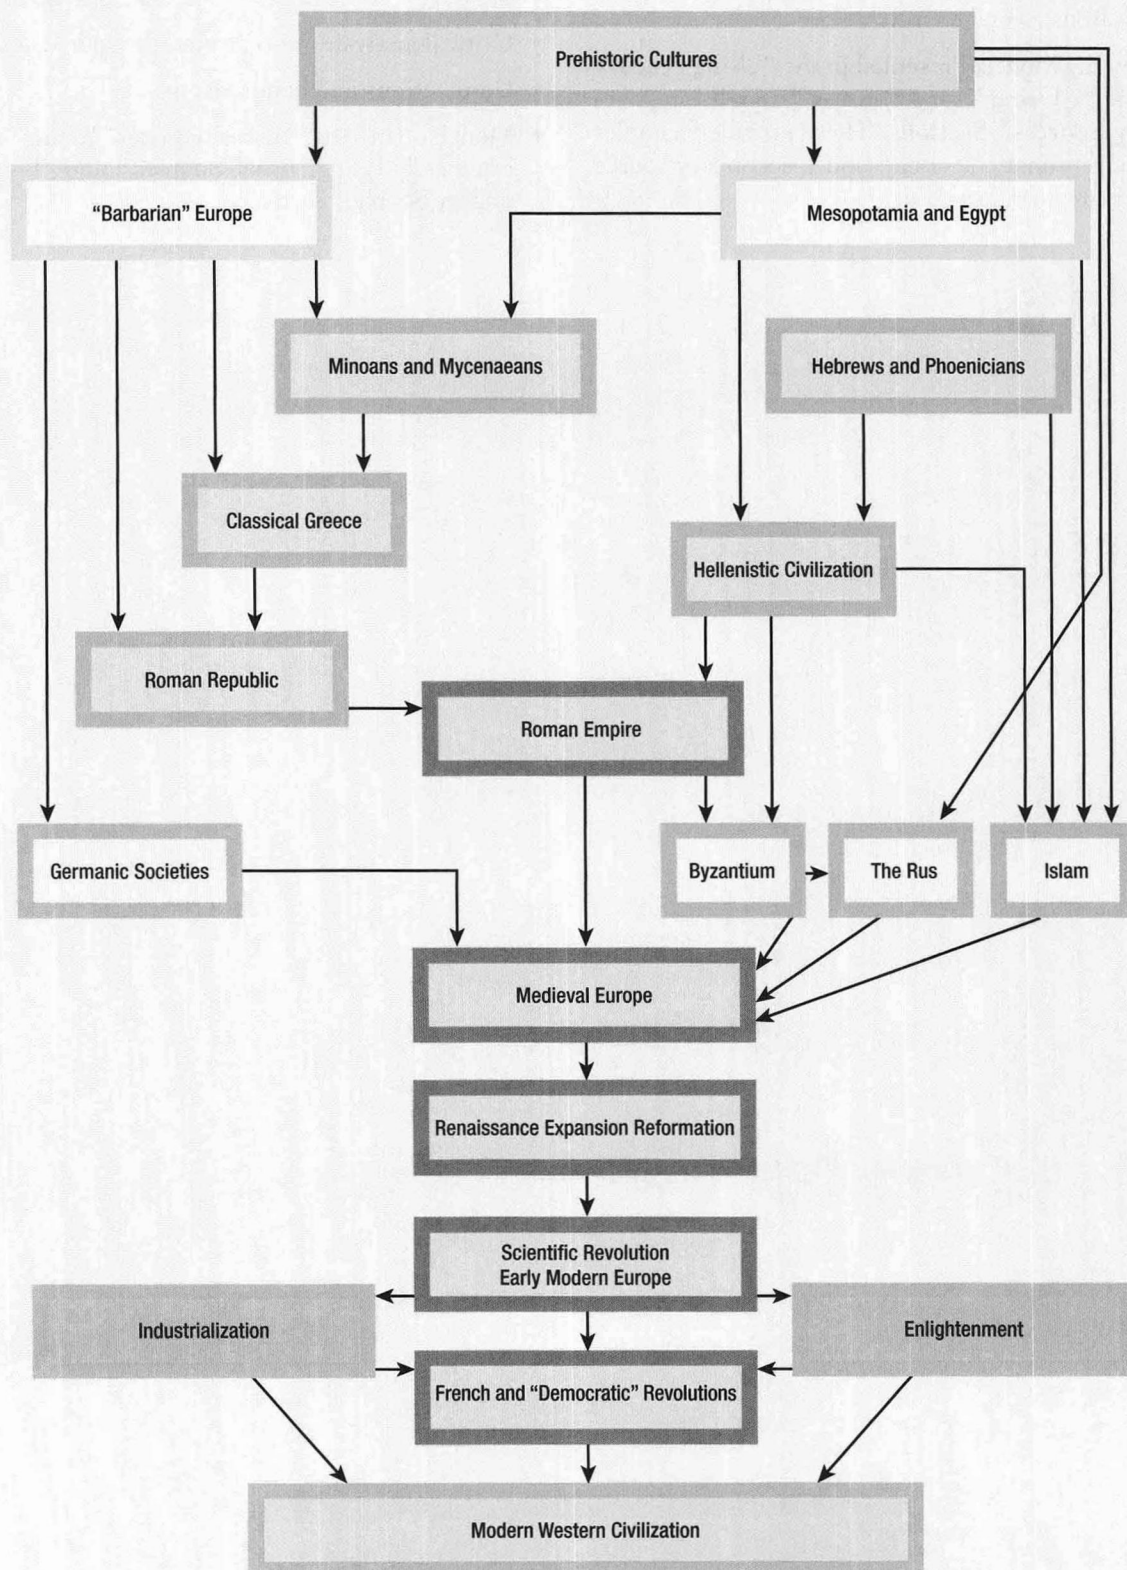 Prehistoric Cultures
“Barbarian” Europe
Mesopotamia and Egypt
Minoans and Mycenaeans
Hebrews and Phoenicians
Classical Greece
Hellenistic Civilization
Roman Republic
Roman Empire
Germanic Societies
Byzantium
The Rus
Islam
Medieval Europe
Renaissance Expansion Reformation
Scientific Revolution
Early Modern Europe
Industrialization
Enlightenment
French and “Democratic” Revolutions
Modern Western Civilization